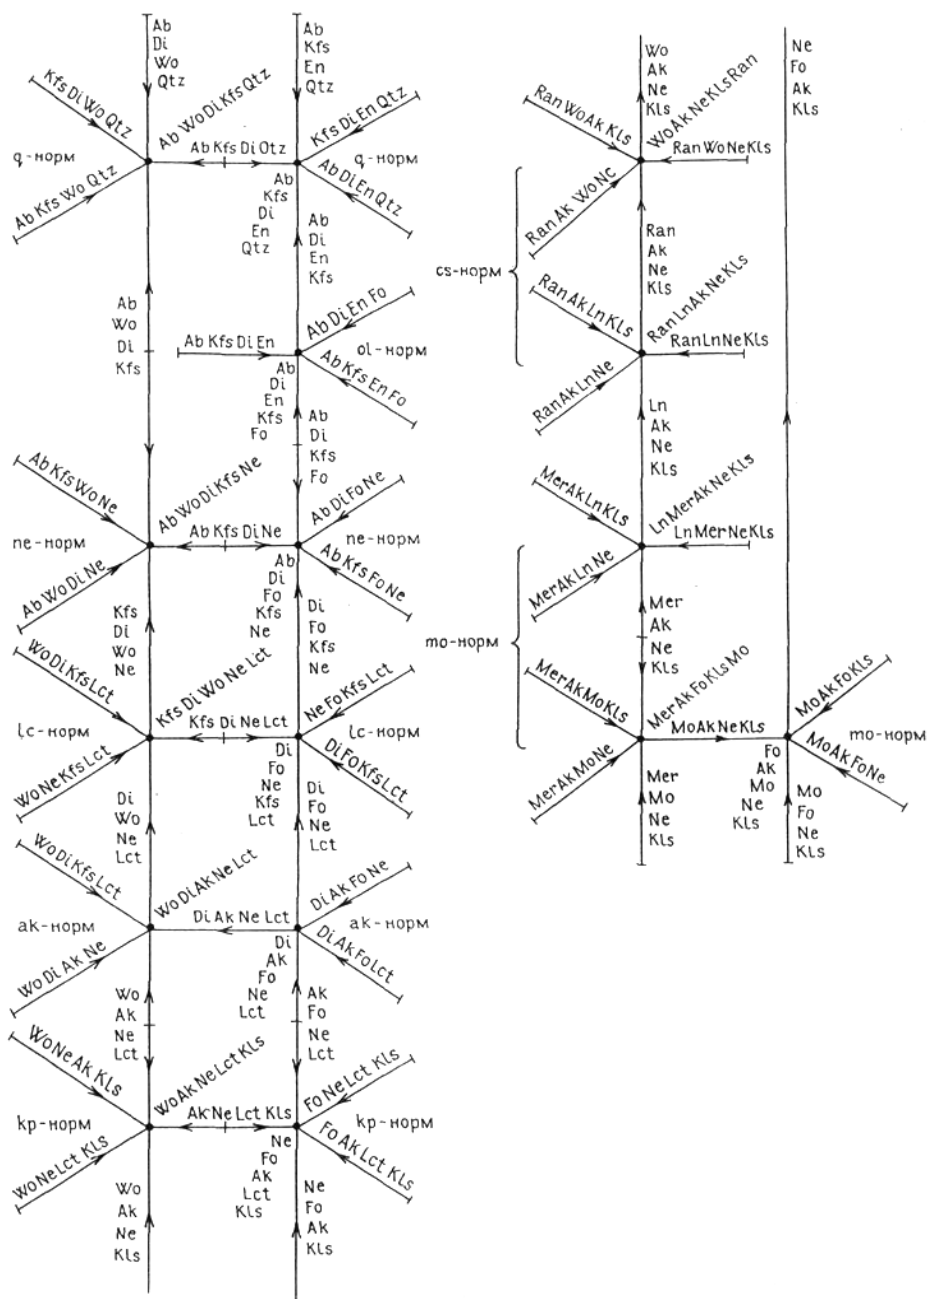 Ab
Di
Wo
Qtz
Ab
Kfs
En
Qtz
Kfs Di Wo Qtz
Ab Wo Di Kfs Qtz
q-норм
Ab Kfs Wo Qtz
Ab Kfs Di Otz
Kfs Di En Qtz
q-норм
Ab Di En Qtz
Ab
Kfs
Di
En
Qtz
Ab
Di
En
Kfs
Ab
Wo
Di
Kfs
Ab Kfs Di En
Ab Di En Fo
ol-норм
Ab Kfs En Fo
Ab
Di
En
Kfs
Fo
Ab
Di
Kfs
Fo
Ab Kfs Wo Ne
Ab Wo Di Kfs Ne
ne-норм
Ab Wo Di Ne
Ab Kfs Di Ne
Ab Di Fo Ne
ne-норм
Ab Kfs Fo Ne
Ab
Di
Fo
Kfs
Ne
Kfs
Di
Wo
Ne
Di
Fo
Kfs
Ne
Wo Di Kfs Lct
Kfs Di Wo Ne Lct
lc-норм
Wo Ne Kfs Lct
Kfs Di Ne Lct
Ne Fo Kfs Lct
lc-норм
Di Fo Kfs Lct
Di
Fo
Ne
Kfs
Lct
Di
Wo
Ne
Lct
Di
Fo
Ne
Lct
Wo Di Kfs Lct
Wo Di Ak Ne Lct
ak-норм
Wo Di Ak Ne
Di Ak Ne Lct
Di Ak Fo Ne
ak-норм
Di Ak Fo Lct
Di
Ak
Fo
Ne
Lct
Wo
Ak
Ne
Lct
Ak
Fo
Ne
Lct
Wo Ne Ak Kls
Wo Ak Ne Lct Kls
kp-норм
Wo Ne Lct Kls
Ak Ne Lct Kls
Fo Ne Lct Kls
kp-норм
Fo Ak Lct Kls
Ne
Fo
Ak
Lct
Kls
Wo
Ak
Ne
Kls
Ne
Fo
Ak
Kls
Wo
Ak
Ne
Kls
Ne
Fo
Ak
Kls
Ran Wo Ak Kls
Wo Ak Ne Kls Ran
Ran Wo Ne Kls
Ran Ak Wo Nc
cs-норм
Ran
Ak
Ne
Kls
Ran Ak Ln Kls
Ran Ln Ak Ne Kls
Ran Ln Ne Kls
Ran Ak Ln Ne
Ln
Ak
Ne
Kls
Mer Ak Ln Kls
Ln Mer Ak Ne Kls
Ln Mer Ne Kls
Mer Ak Ln Ne
mo-норм
Mer
Ak
Ne
Kls
Mer Ak Mo Kls
Mer Ak Fo Kls Mo
Mo Ak Ne Kls
Mer Ak Mo Ne
Mo Ak Fo Kls
mo-норм
Mo Ak Fo Ne
Fo
Ak
Mo
Ne
Kls
Mer
Mo
Ne
Kls
Mo
Fo
Ne
Kls